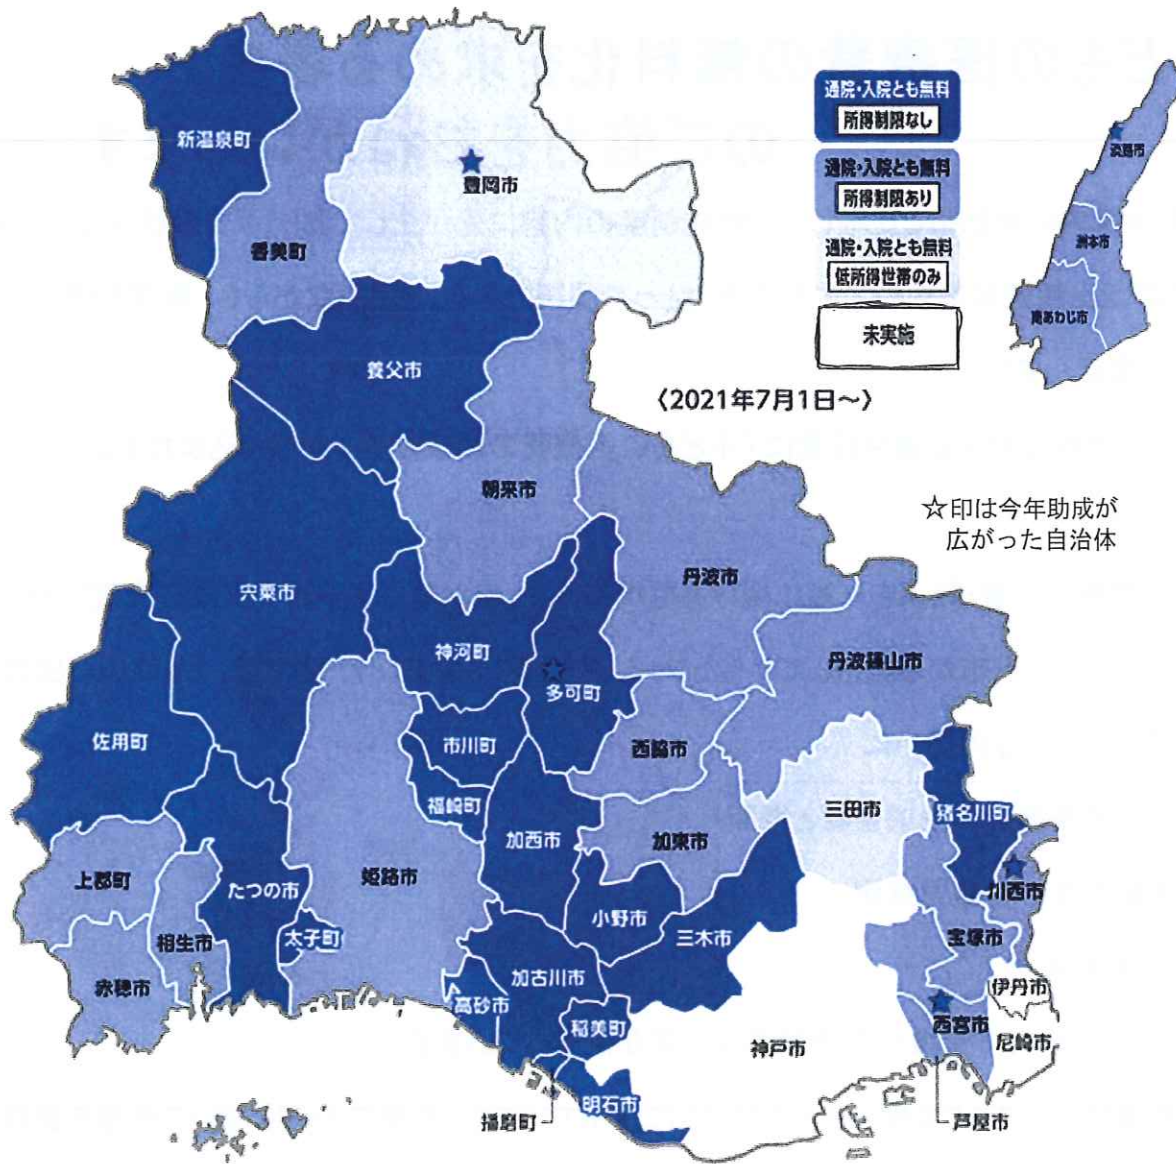 新温泉町
豊岡市
香美町
養父市
朝来市
宍粟市
神河町
多可町
丹波市
丹波篠山市
佐用町
市川町
西脇市
福崎町
加西市
加東市
三田市
猪名川町
上郡町
たつの市
姫路市
川西市
相生市
太子町
小野市
三木市
宝塚市
赤穂市
加古川市
高砂市
稲美町
伊丹市
西宮市
尼崎市
神戸市
明石市
播磨町
芦屋市
通院・入院とも無料
所得制限なし
通院・入院とも無料
所得制限あり
通院・入院とも無料
低所得世帯のみ
未実施
〈2021年7月1日~〉
☆印は今年助成が
広がった自治体
淡路市
洲本市
南あわじ市